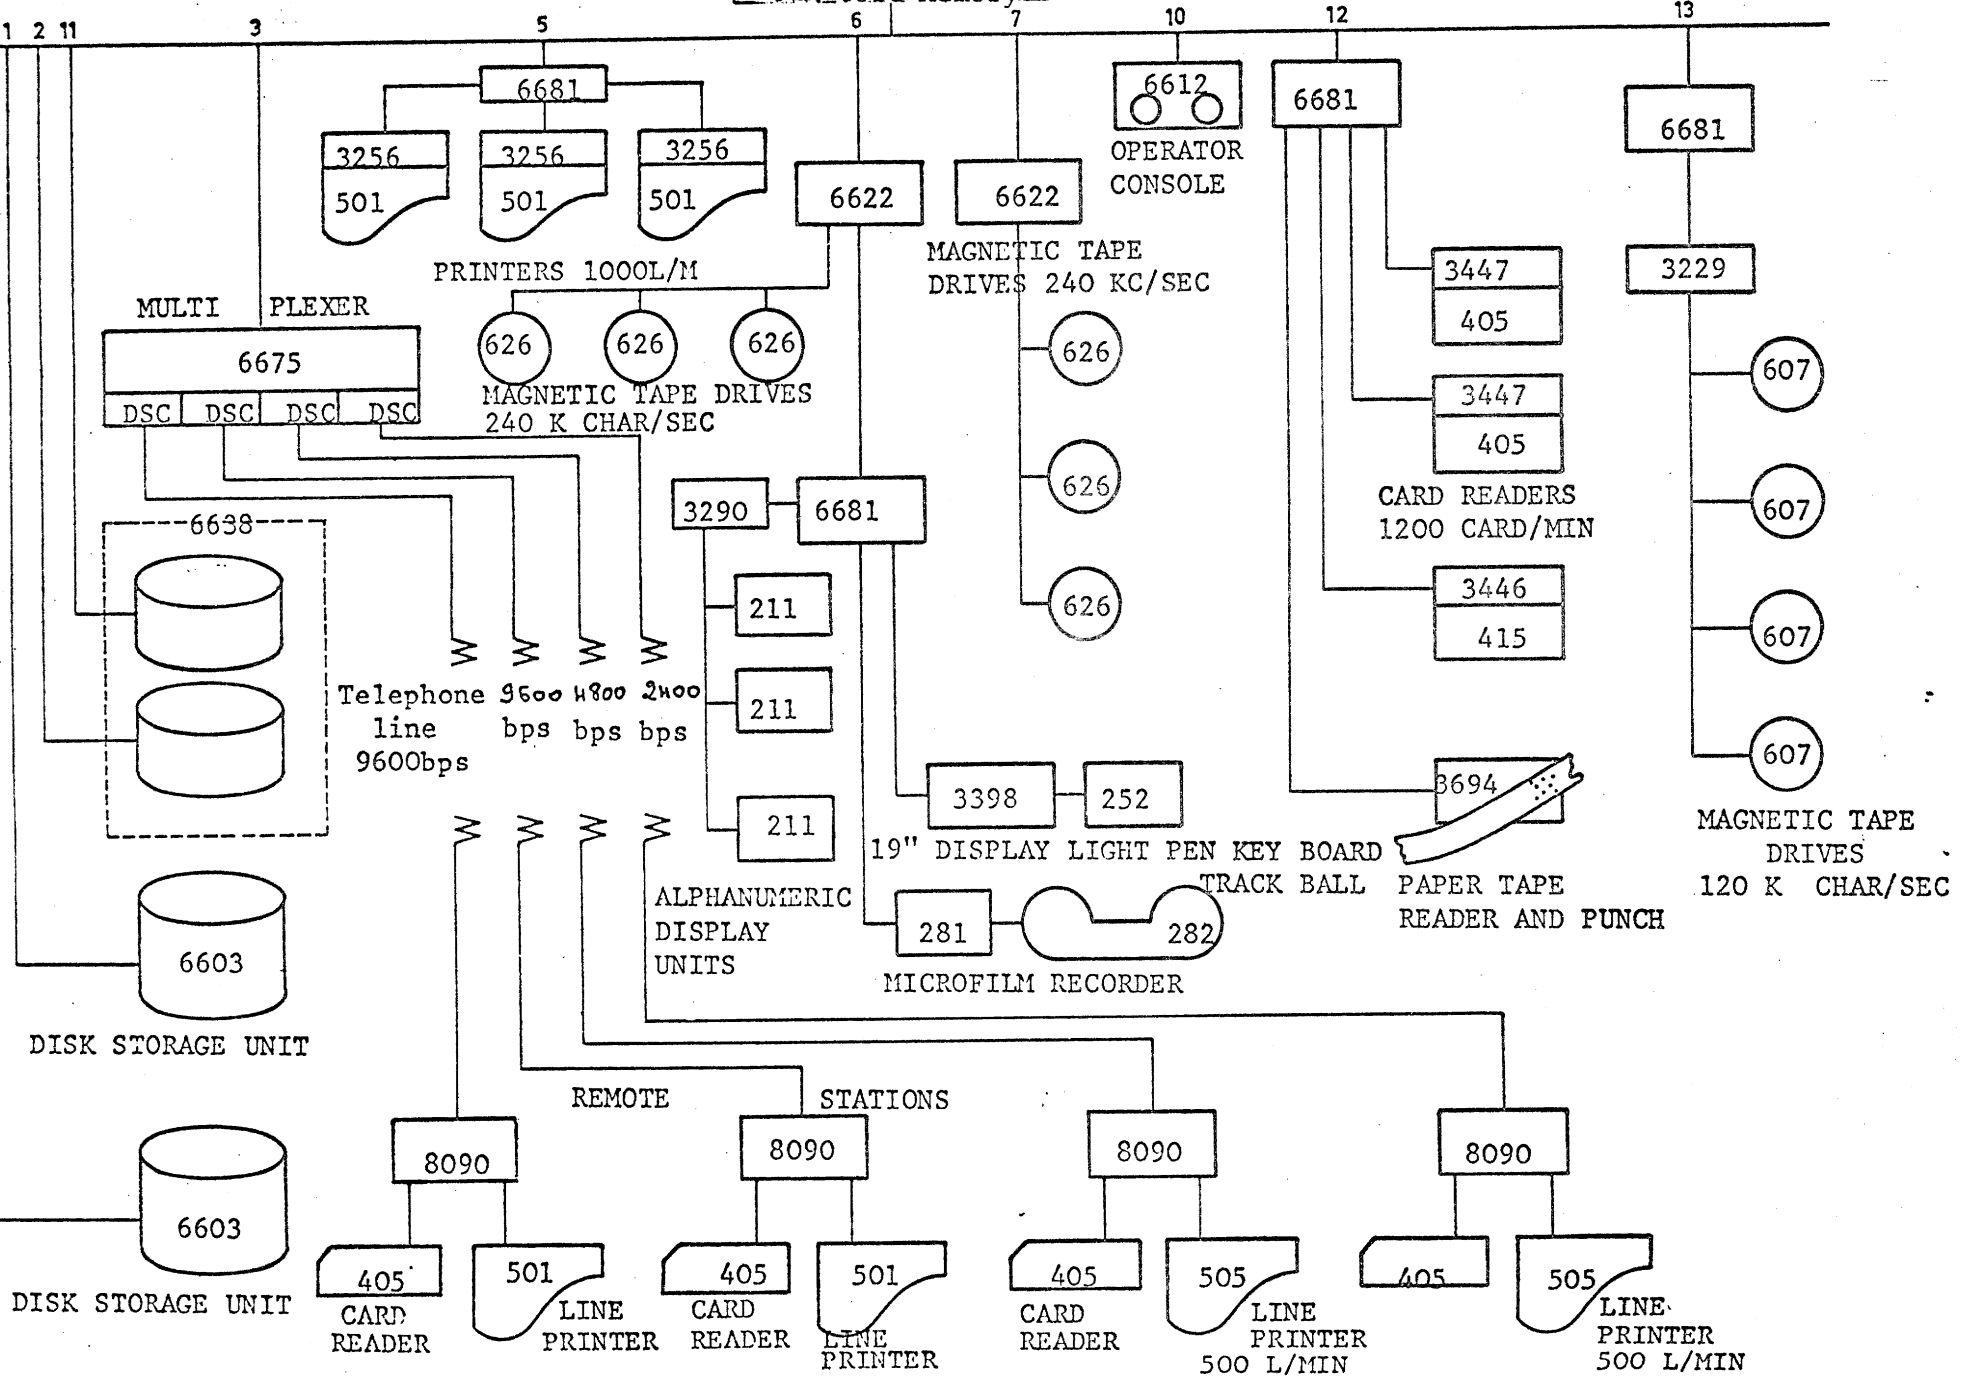 1 2 11 3 5 6 7 10 12 13
6681
3256 3256 3256
501 501 501
PRINTERS 1000L/M
6622
6622
MAGNETIC TAPE
DRIVES 240 KC/SEC
6612
OPERATOR
CONSOLE
6681
6681
3229
MULTI PLEXER
6675
DSC DSC DSC DSC
626 626 626
MAGNETIC TAPE DRIVES
240 K CHAR/SEC
626
626
626
3447
405
3447
405
CARD READERS
1200 CARD/MIN
3446
415
3694
PAPER TAPE
READER AND PUNCH
607
607
607
607
MAGNETIC TAPE
DRIVES
120 K CHAR/SEC
6638
3290
6681
211
211
211
ALPHANUMERIC
DISPLAY
UNITS
Telephone
line
9600bps
9600
bps
4800
bps
2400
bps
3398
252
19" DISPLAY LIGHT PEN KEY BOARD
TRACK BALL
281
282
MICROFILM RECORDER
6603
DISK STORAGE UNIT
6603
DISK STORAGE UNIT
REMOTE STATIONS
8090 8090 8090 8090
405
CARD
READER
501
LINE
PRINTER
405
CARD
READER
501
LINE
PRINTER
405
CARD
READER
505
LINE
PRINTER
500 L/MIN
405
505
LINE
PRINTER
500 L/MIN